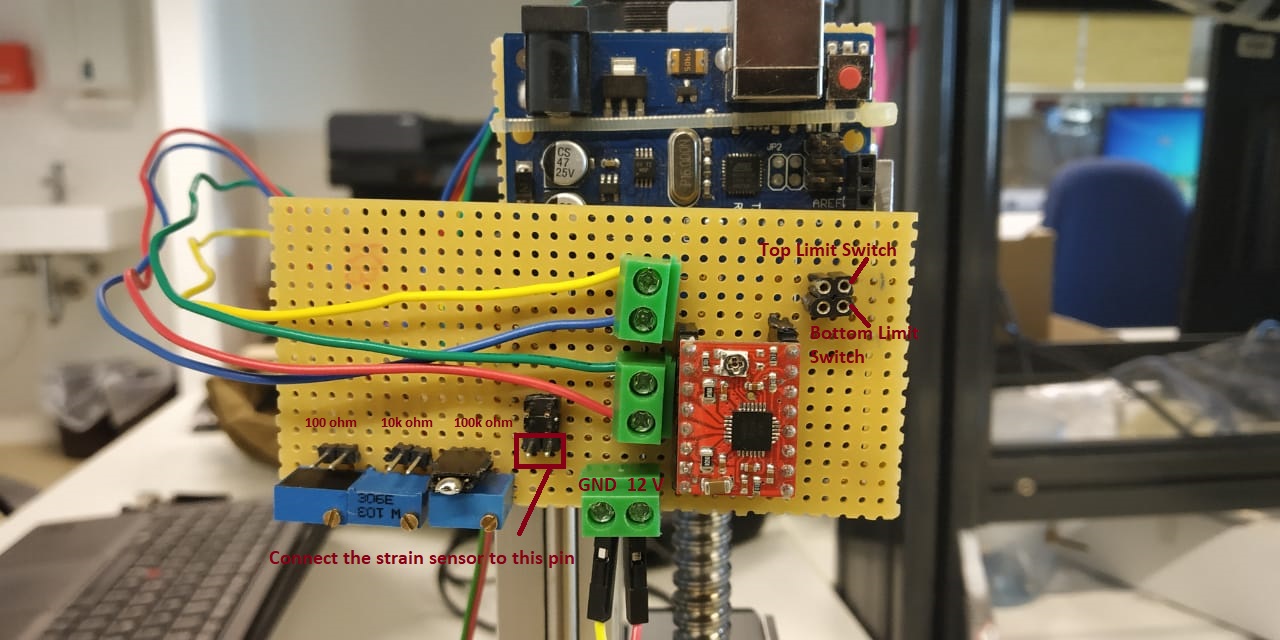 CS
47
25V
JP2
AREF
Top Limit Switch
Bottom Limit
Switch
100 ohm
10k ohm
100k ohm
GND 12 V
306E
Connect the strain sensor to this pin